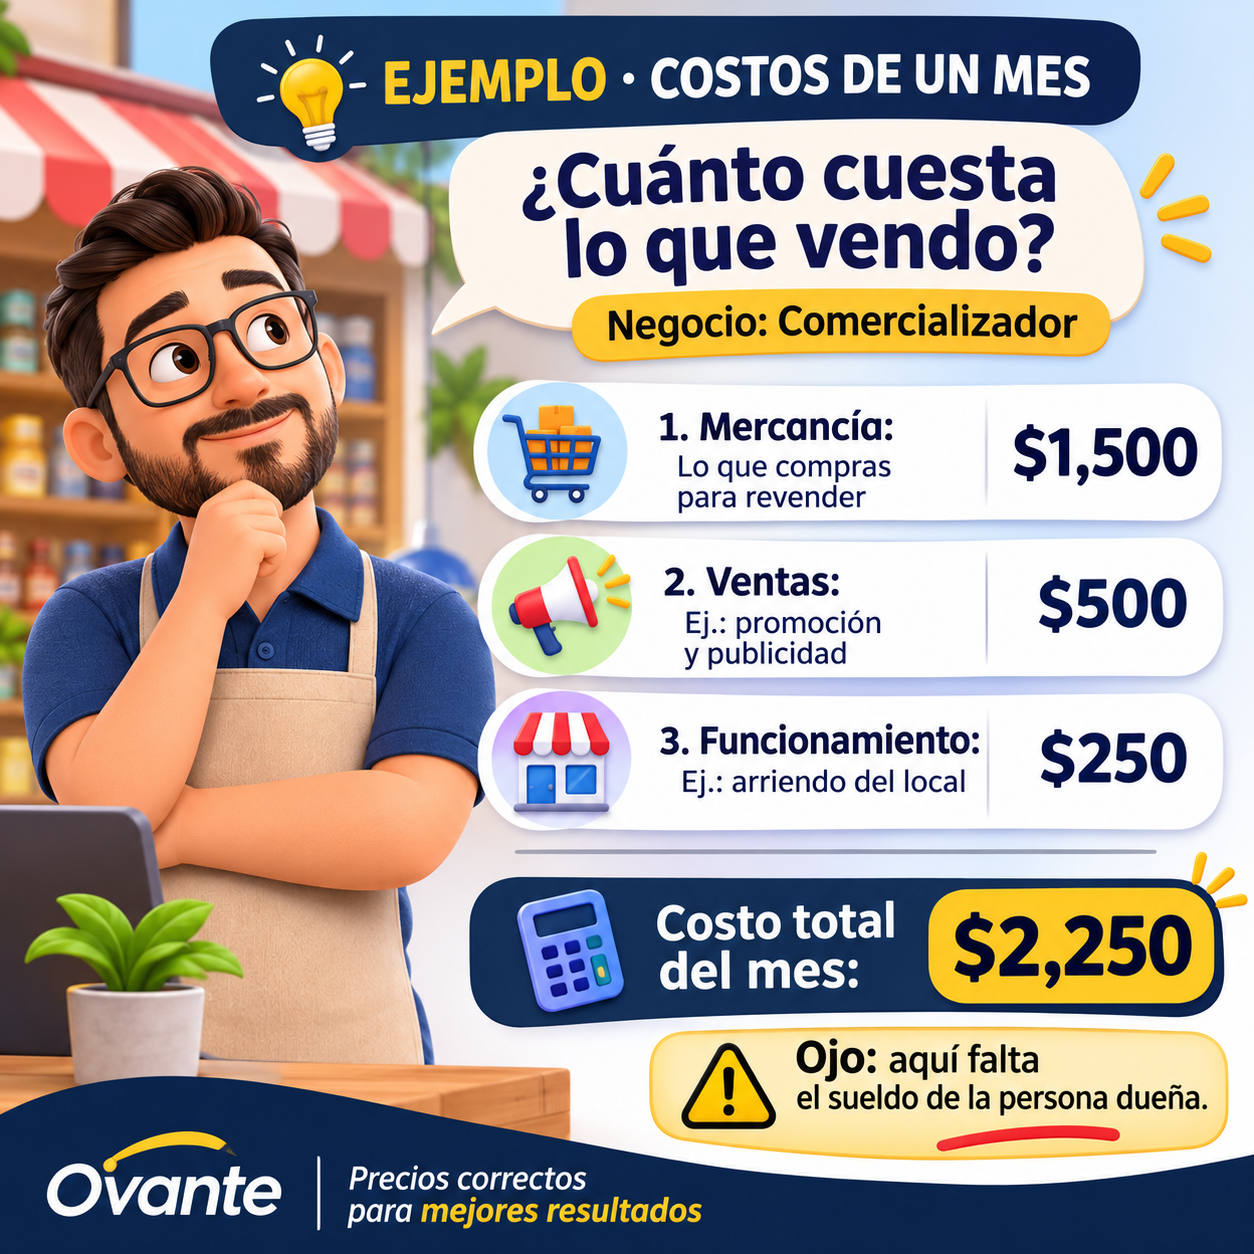 EJEMPLO · COSTOS DE UN MES
¿Cuánto cuesta
lo que vendo?
Negocio: Comercializador
1. Mercancía:
Lo que compras
para revender
$1,500
2. Ventas:
Ej.: promoción
y publicidad
$500
3. Funcionamiento:
Ej.: arriendo del local
$250
Costo total
del mes:
$2,250
Ojo: aquí falta
el sueldo de la persona dueña.
Ovante
Precios correctos
para mejores resultados